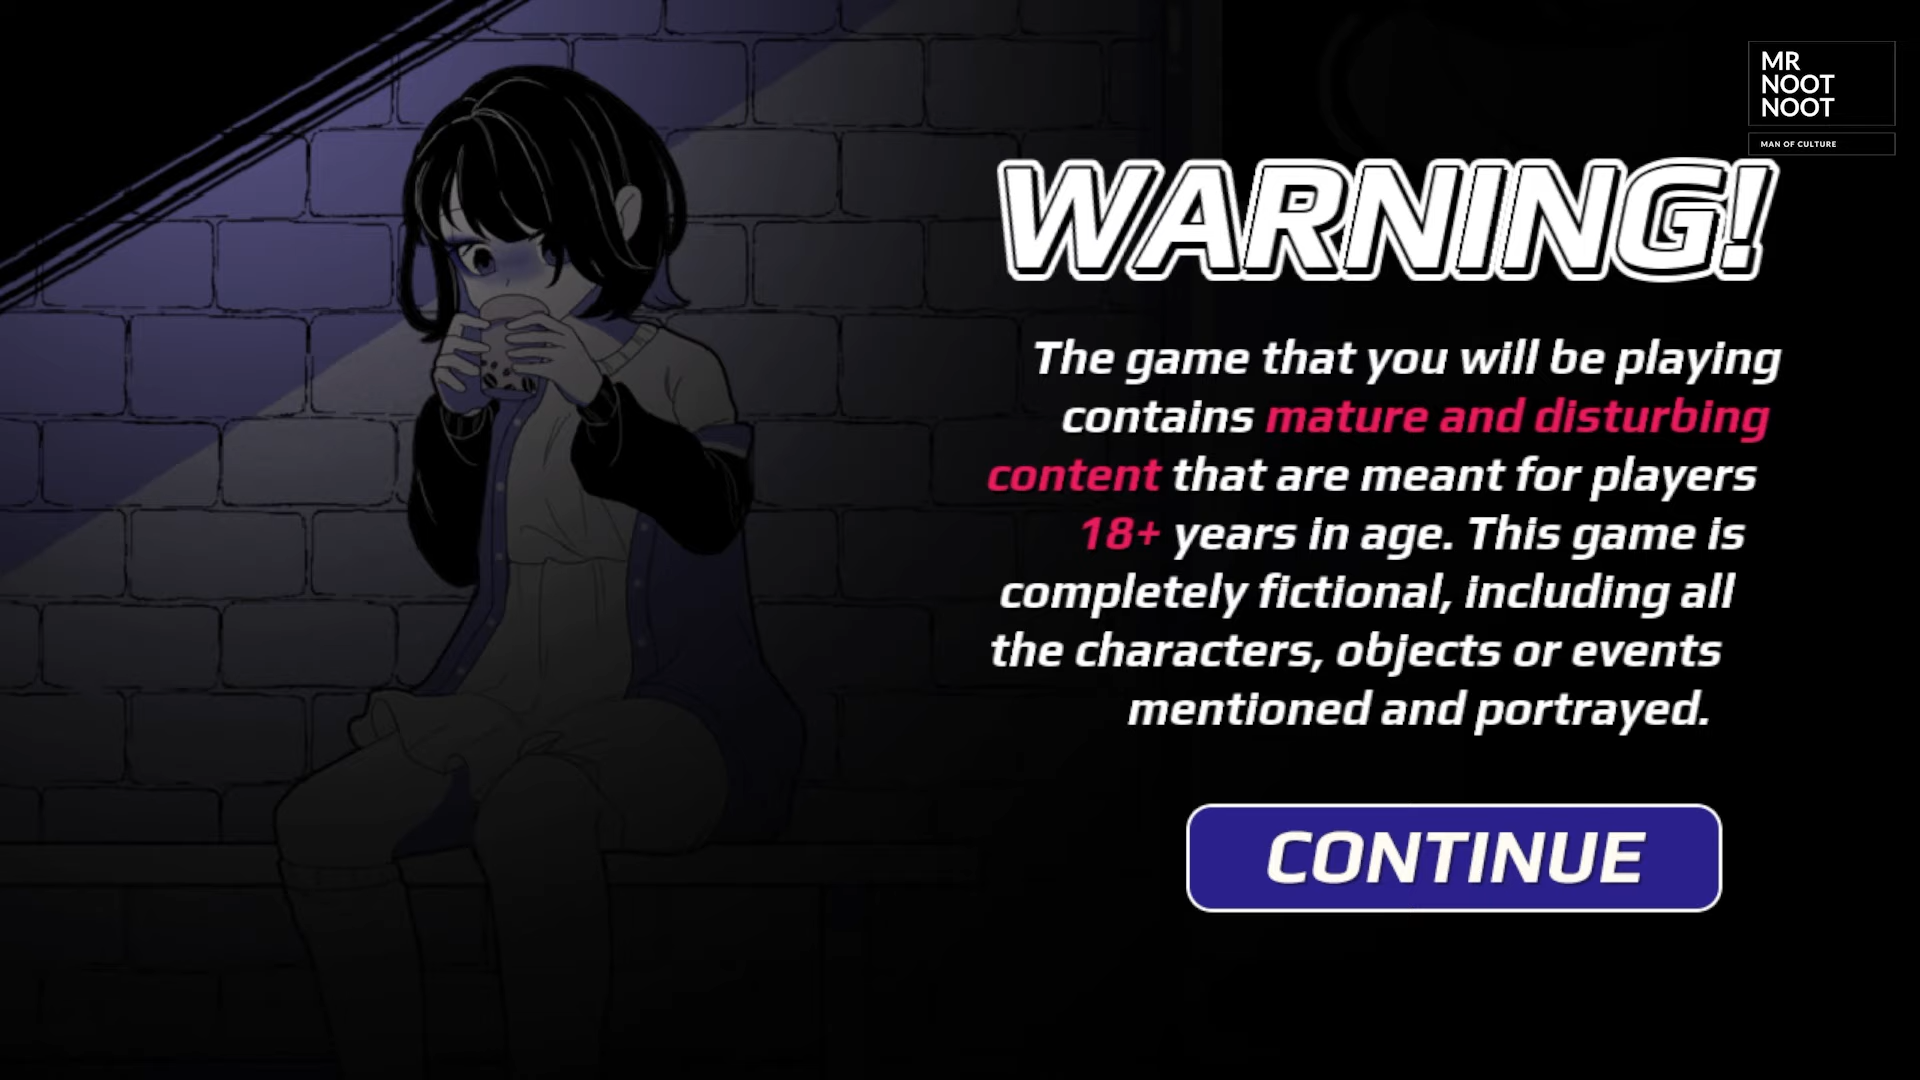 MR
NOOT
NOOT
MAN OF CULTURE
WARNING!
The game that you will be playing
contains mature and disturbing
content that are meant for players
18+ years in age. This game is
completely fictional, including all
the characters, objects or events
mentioned and portrayed.
CONTINUE